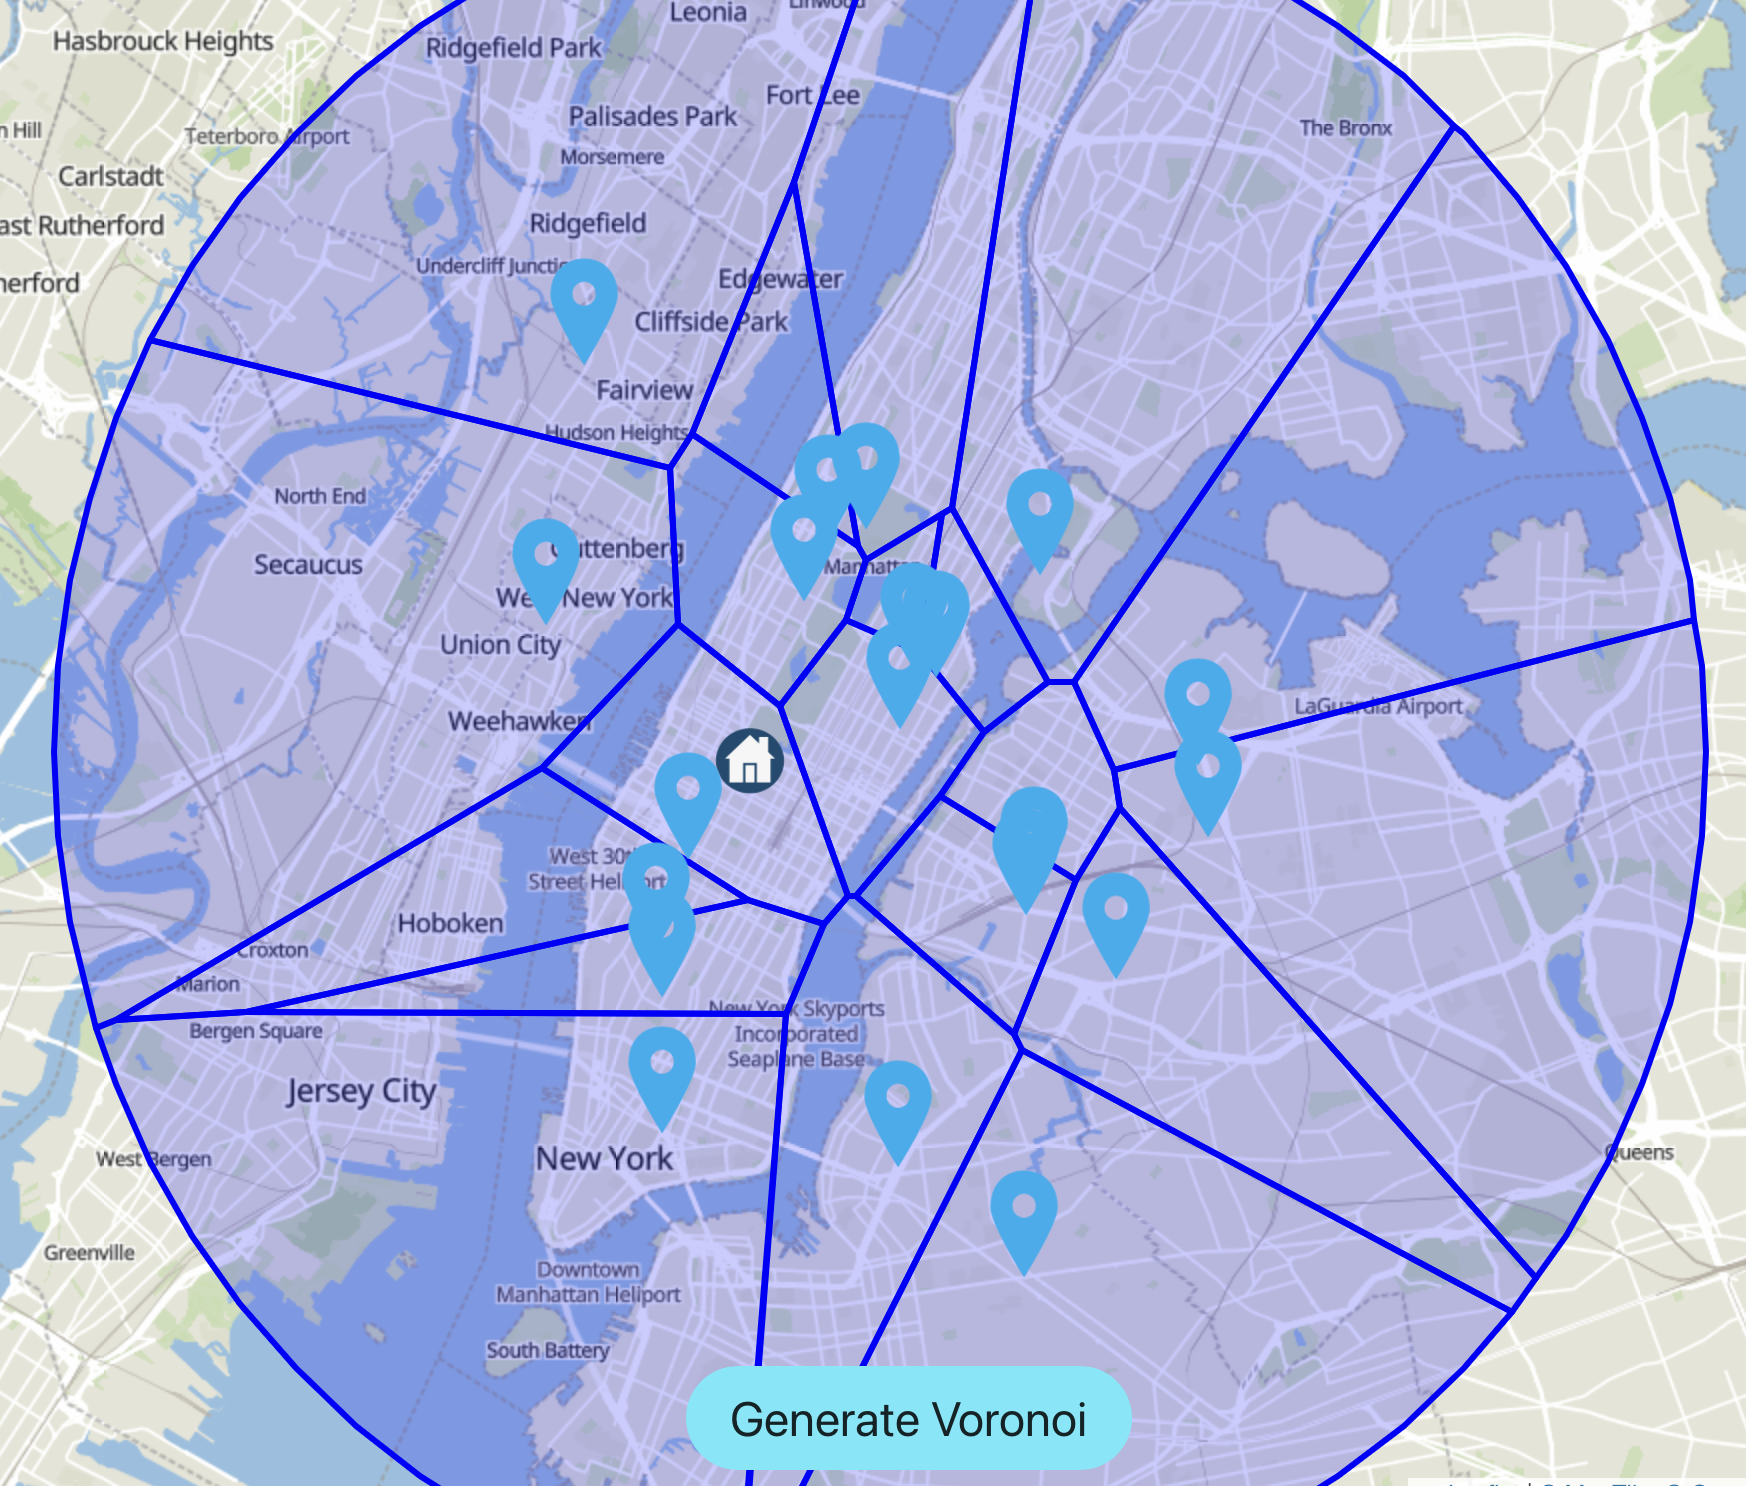 Leonia
Linwood
Hasbrouck Heights
Ridgefield Park
Fort Lee
Palisades Park
The Bronx
n Hill
Teterboro Airport
Morsemere
Carlstadt
ast Rutherford
Ridgefield
Undercliff Junctio
Edgewater
herford
Cliffside Park
Fairview
Hudson Heights
North End
Guttenberg
Secaucus
Manhatta
We New York
Union City
LaGuardia Airport
Weehawken
West 30t
Street Heliport
Hoboken
Croxton
Marion
New York Skyports
Incorporated
Seaplane Base
Bergen Square
Jersey City
New York
West Bergen
Queens
Greenville
Downtown
Manhattan Heliport
South Battery
Generate Voronoi